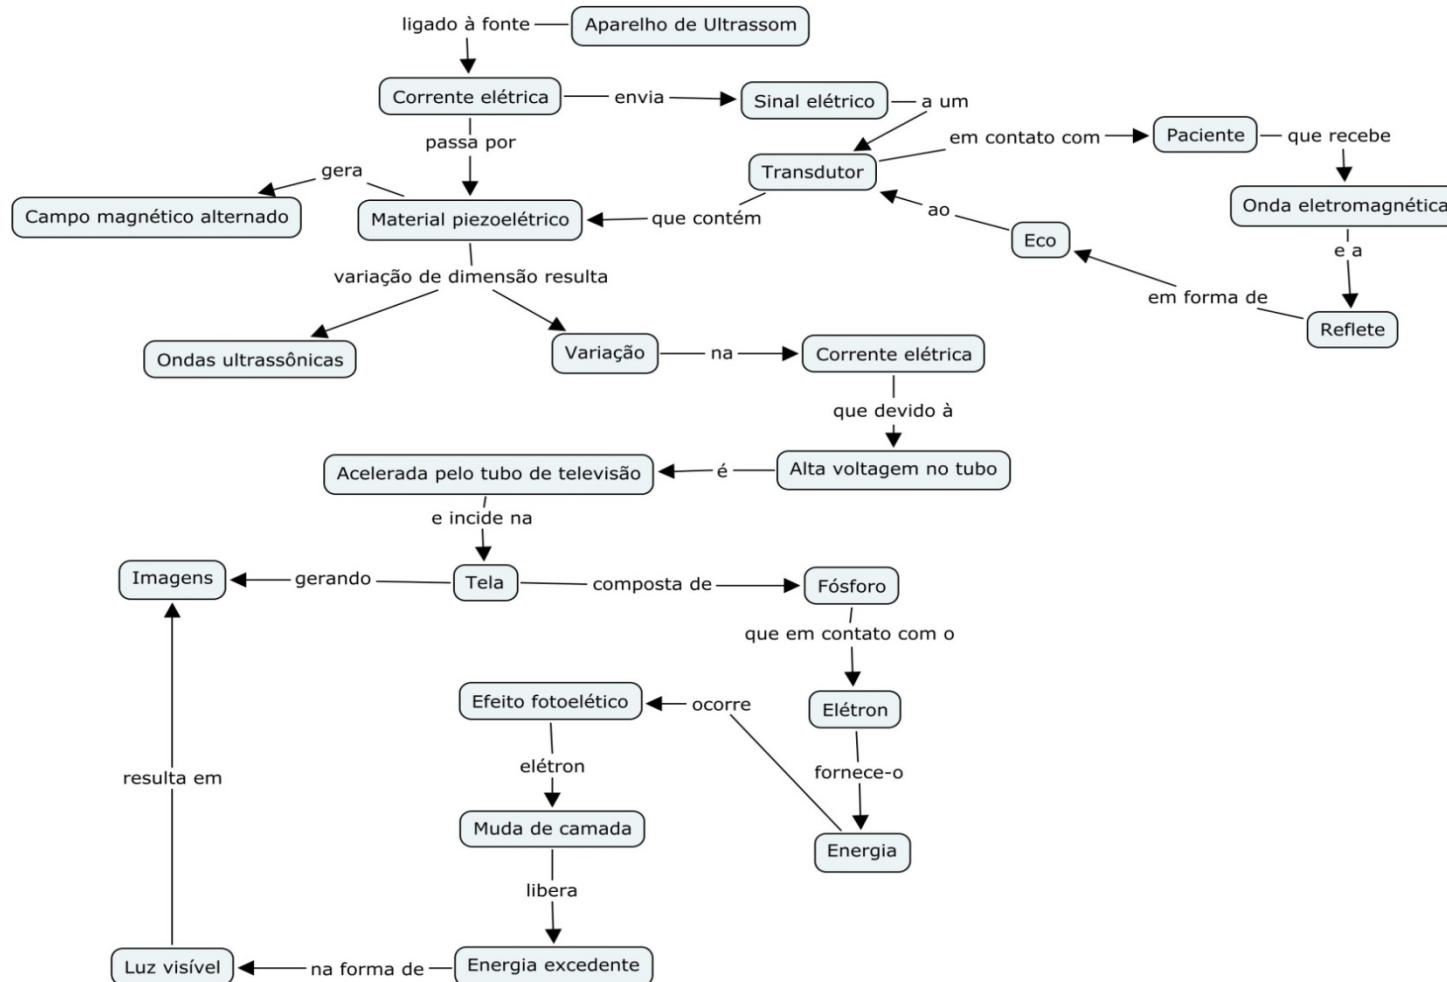 ligado à fonte
Aparelho de Ultrassom
Corrente elétrica
envia
Sinal elétrico
a um
passa por
Transdutor
em contato com
Paciente
que recebe
gera
Campo magnético alternado
Material piezoelétrico
que contém
ao
Eco
Onda eletromagnética
e a
variação de dimensão resulta
em forma de
Reflete
Ondas ultrassônicas
Variação
na
Corrente elétrica
que devido à
Acelerada pelo tubo de televisão
é
Alta voltagem no tubo
e incide na
Imagens
gerando
Tela
composta de
Fósforo
que em contato com o
Efeito fotoelético
ocorre
Elétron
elétron
fornece-o
resulta em
Muda de camada
Energia
libera
Luz visível
na forma de
Energia excedente